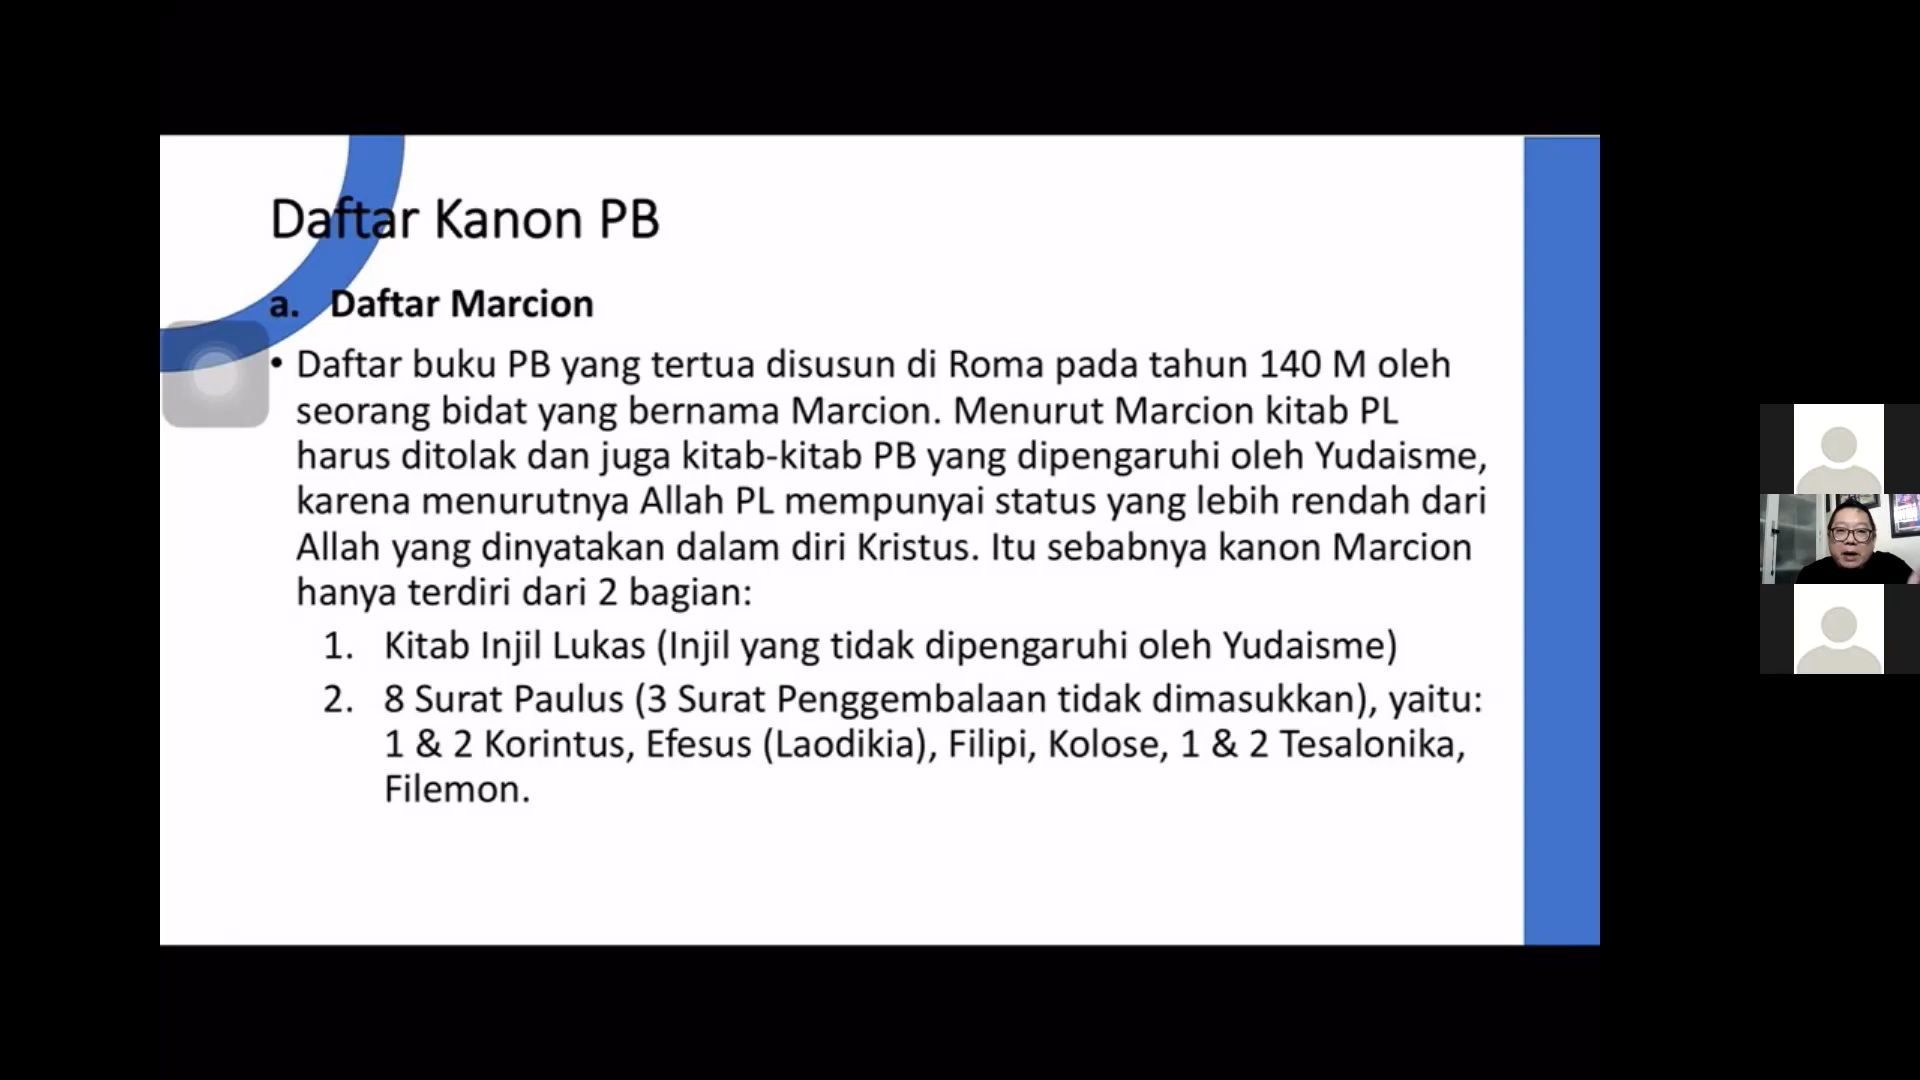 Daftar Kanon PB
a. Daftar Marcion
• Daftar buku PB yang tertua disusun di Roma pada tahun 140 M oleh
seorang bidat yang bernama Marcion. Menurut Marcion kitab PL
harus ditolak dan juga kitab-kitab PB yang dipengaruhi oleh Yudaisme,
karena menurutnya Allah PL mempunyai status yang lebih rendah dari
Allah yang dinyatakan dalam diri Kristus. Itu sebabnya kanon Marcion
hanya terdiri dari 2 bagian:
1. Kitab Injil Lukas (Injil yang tidak dipengaruhi oleh Yudaisme)
2. 8 Surat Paulus (3 Surat Penggembalaan tidak dimasukkan), yaitu:
1 & 2 Korintus, Efesus (Laodikia), Filipi, Kolose, 1 & 2 Tesalonika,
Filemon.